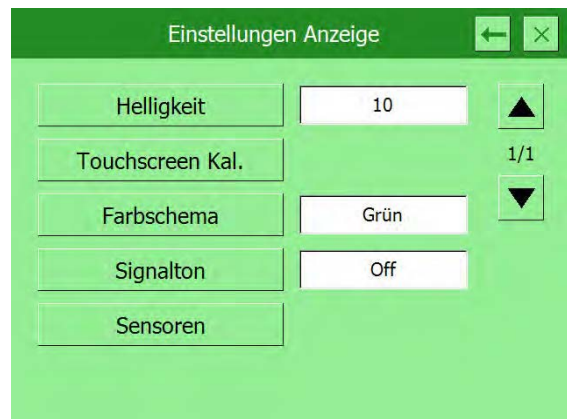 Einstellungen Anzeige
Helligkeit 10
Touchscreen Kal. 1/1
Farbschema Grün
Signalton Off
Sensoren